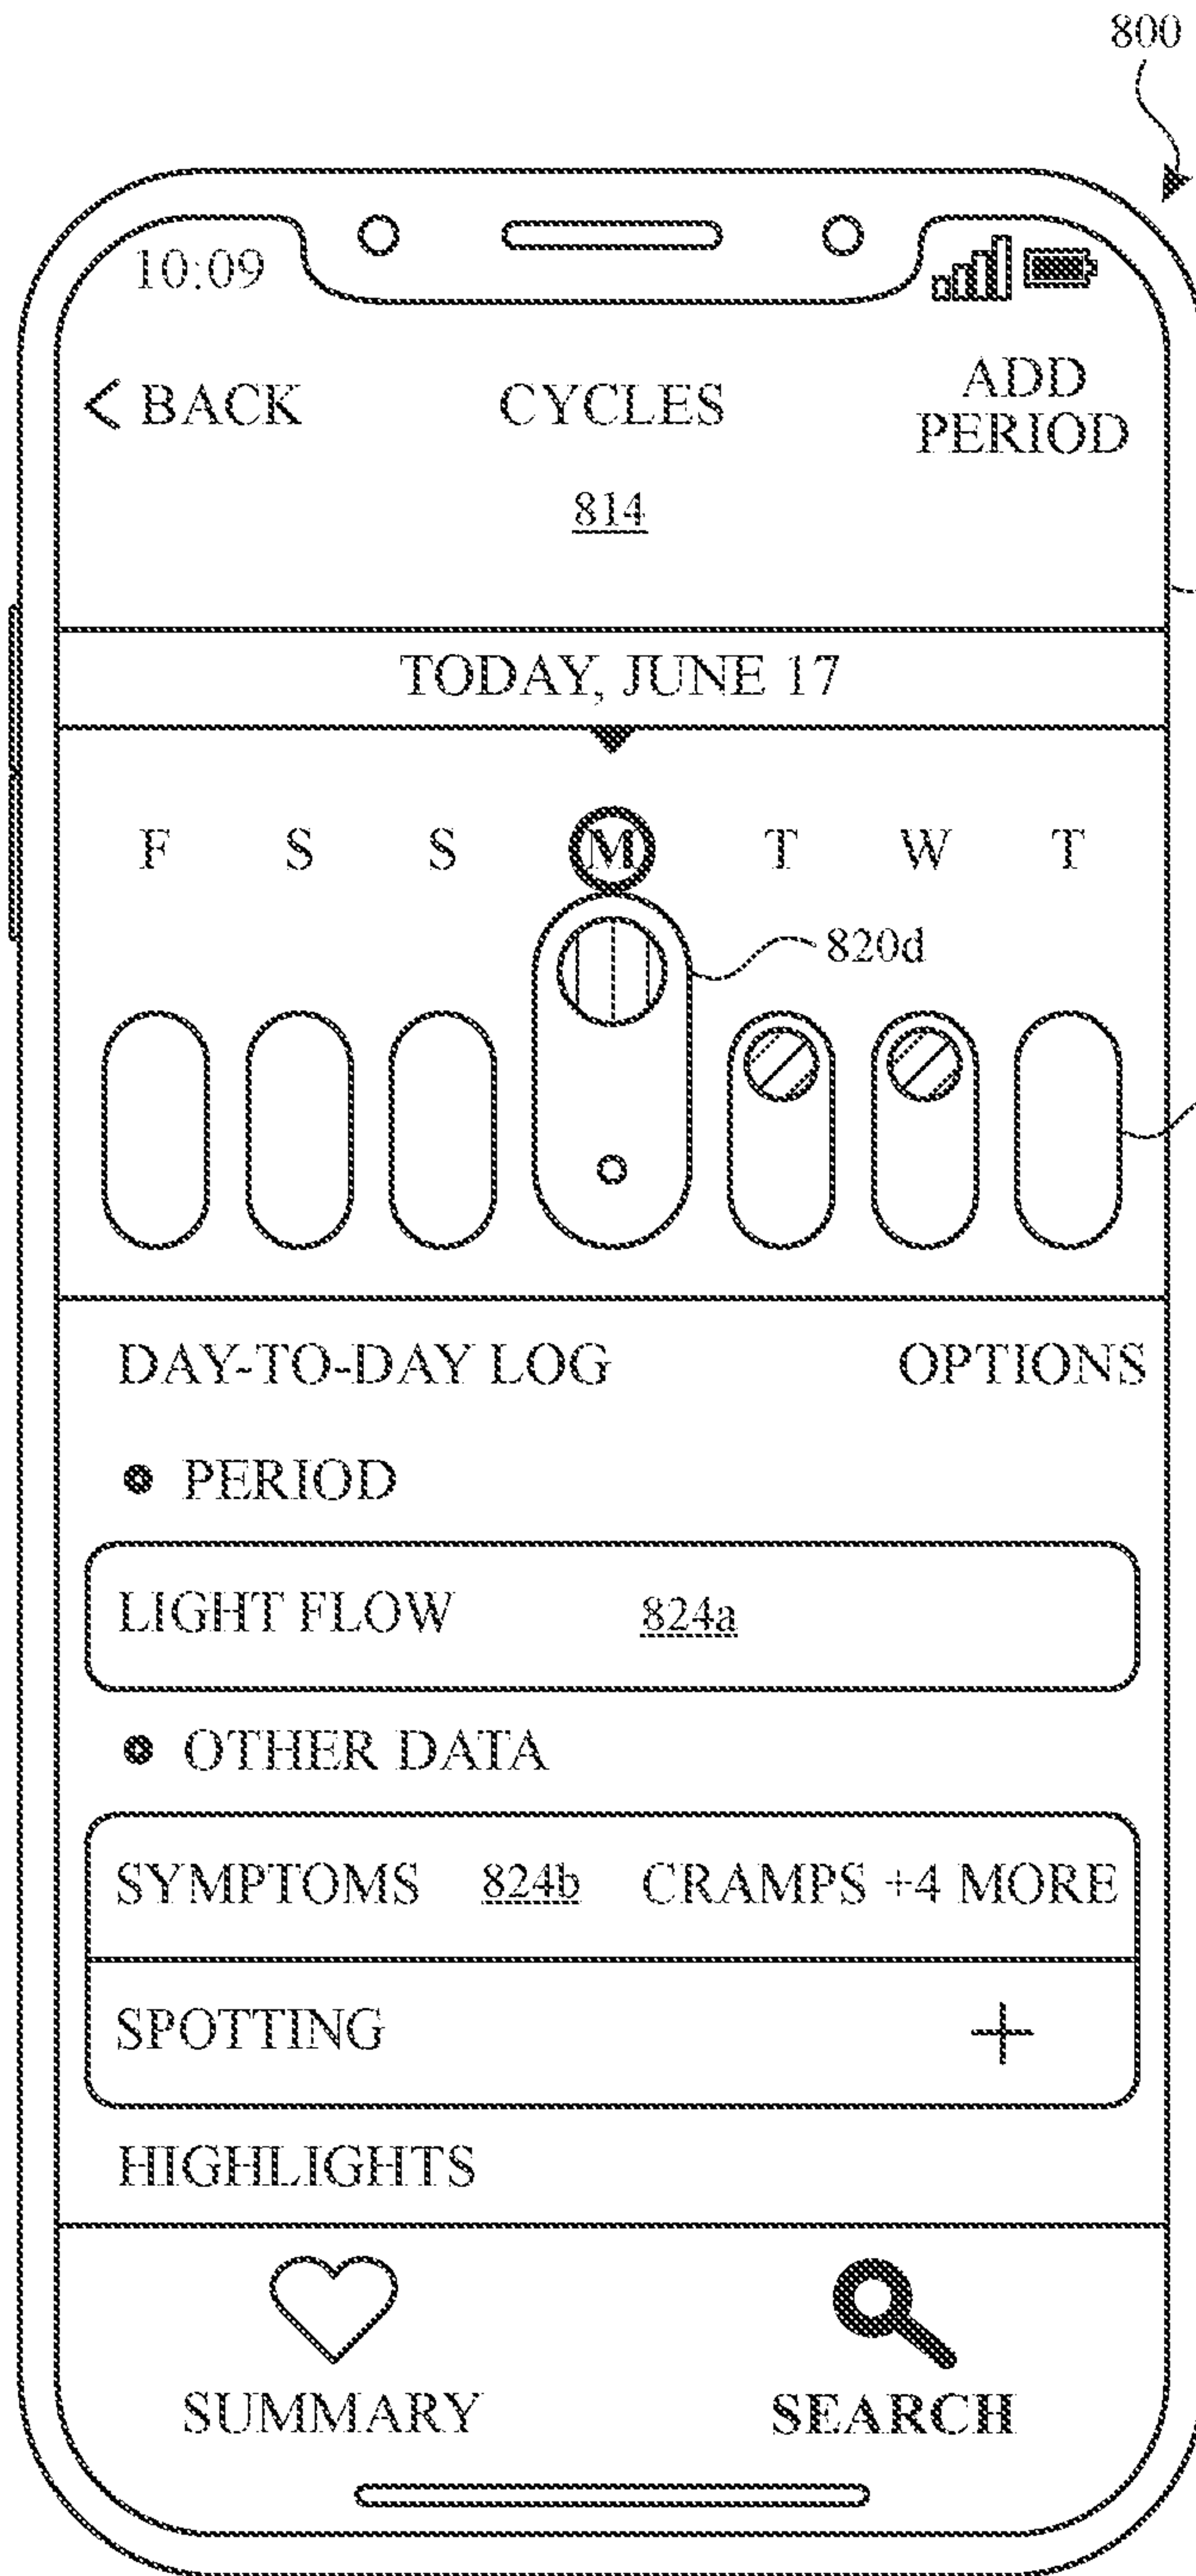 800
10:09
< BACK CYCLES ADD PERIOD
814
TODAY, JUNE 17
F S S M T W T
820d
DAY-TO-DAY LOG OPTIONS
• PERIOD
LIGHT FLOW 824a
• OTHER DATA
SYMPTOMS 824b CRAMPS +4 MORE
SPOTTING +
HIGHLIGHTS
SUMMARY SEARCH